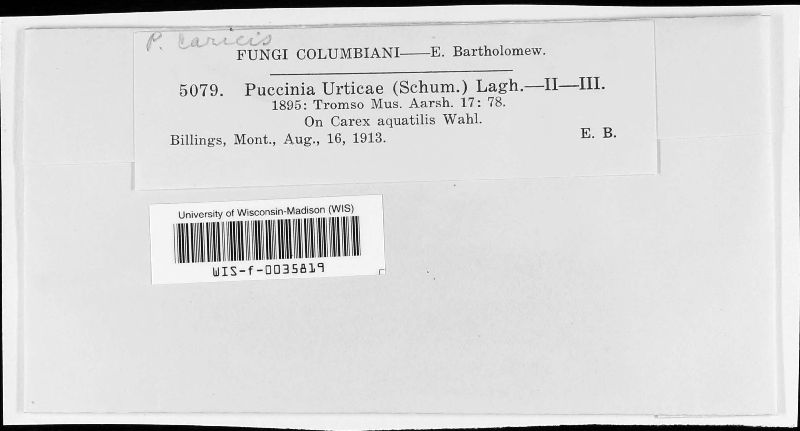 P. caricis
FUNGI COLUMBIANI——E. Bartholomew.
5079. Puccinia Urticae (Schum.) Lagh.—II—III.
1895: Tromso Mus. Aarsh. 17: 78.
On Carex aquatilis Wahl.
Billings, Mont., Aug., 16, 1913. E. B.
University of Wisconsin-Madison (WIS)
WIS-f-0035819